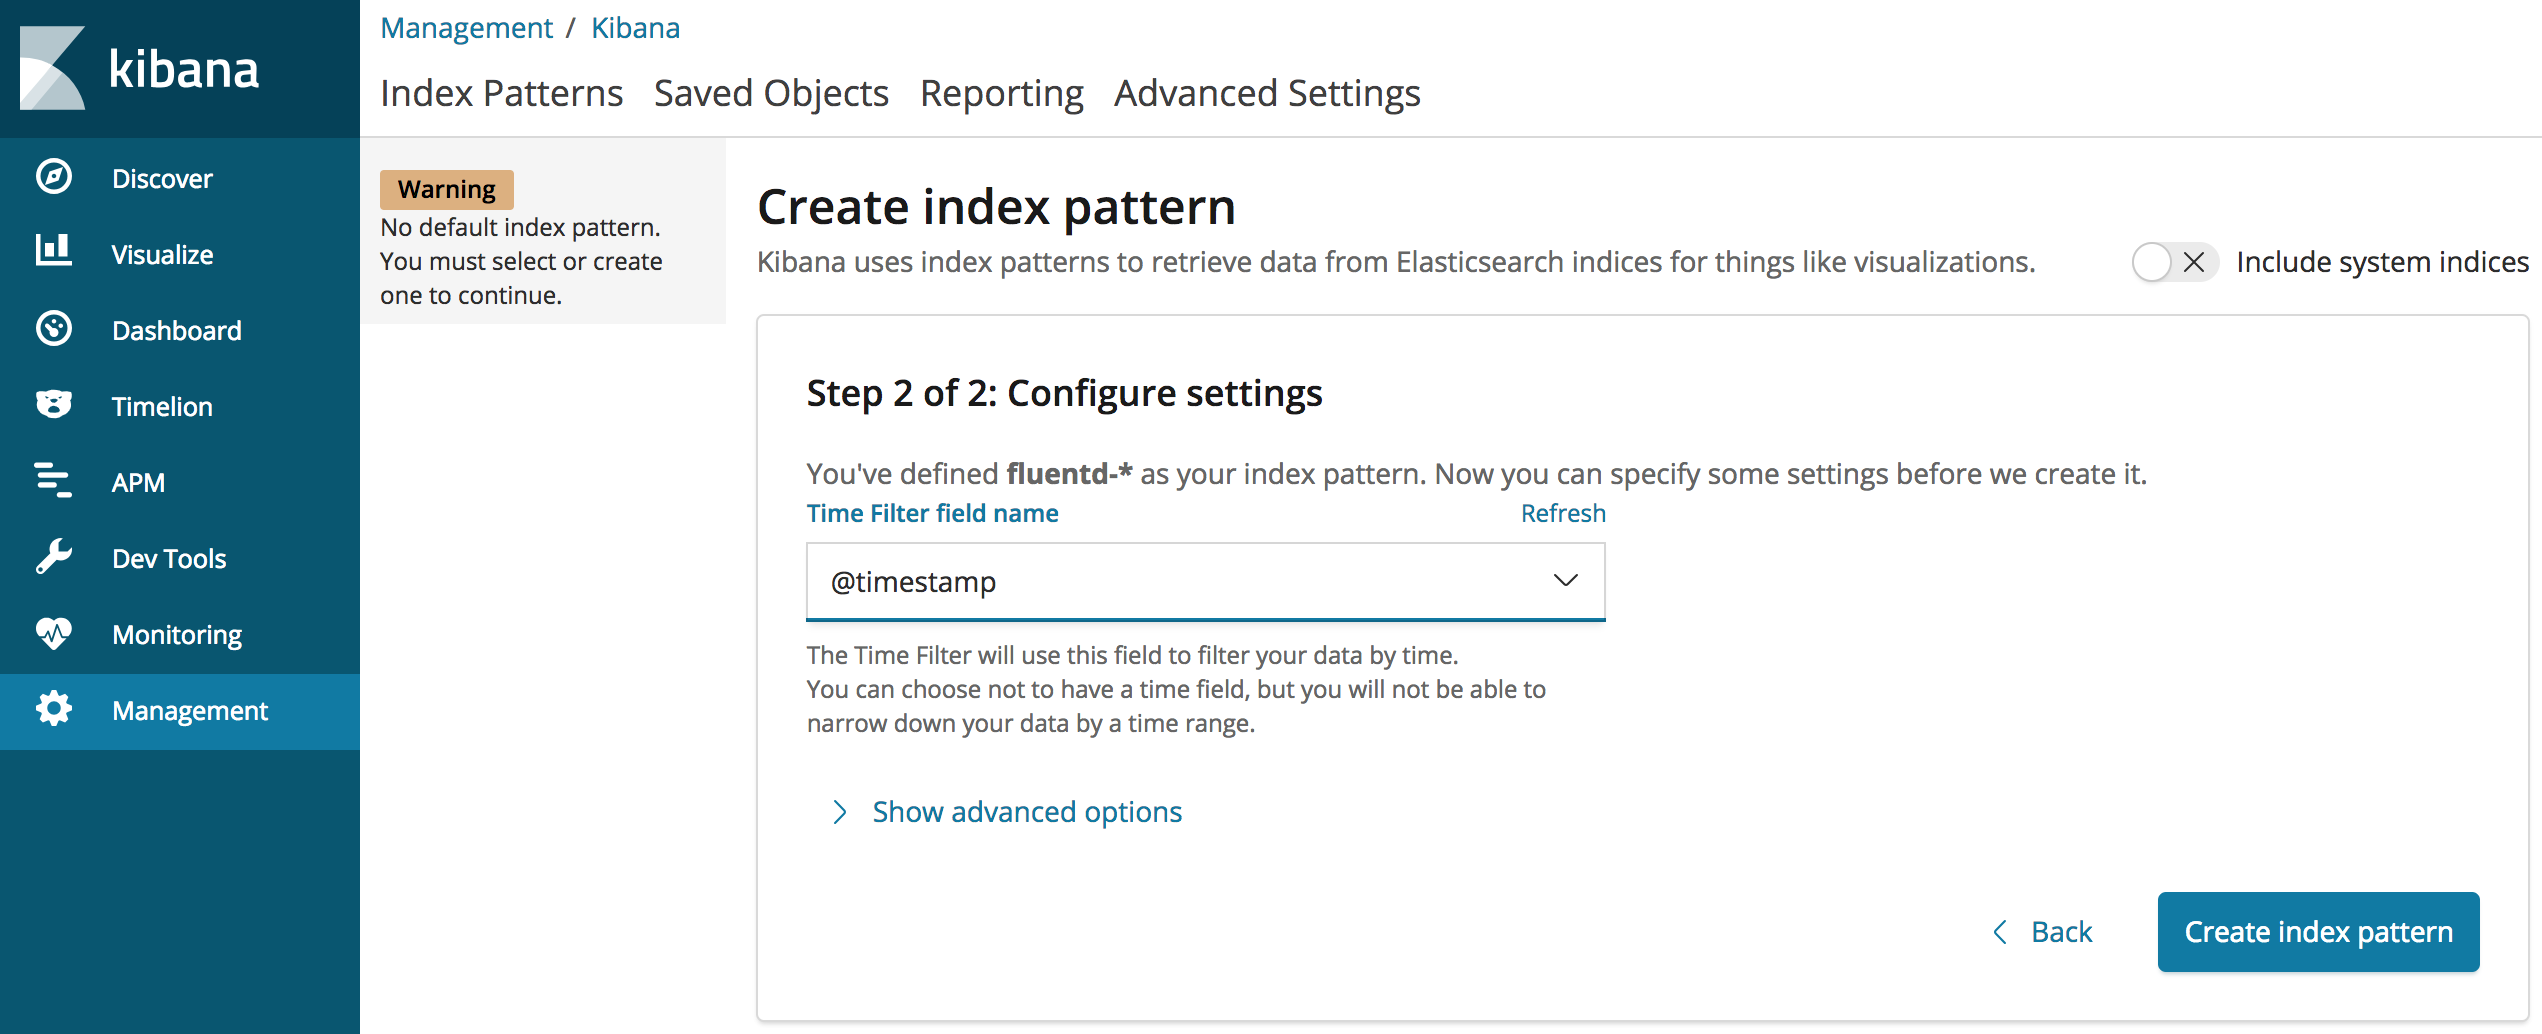 kibana
Discover
Visualize
Dashboard
Timelion
APM
Dev Tools
Monitoring
Management
Management / Kibana
Index Patterns Saved Objects Reporting Advanced Settings
Warning
No default index pattern.
You must select or create
one to continue.
Create index pattern
Kibana uses index patterns to retrieve data from Elasticsearch indices for things like visualizations.
Include system indices
Step 2 of 2: Configure settings
You've defined fluentd-* as your index pattern. Now you can specify some settings before we create it.
Time Filter field name Refresh
@timestamp
The Time Filter will use this field to filter your data by time.
You can choose not to have a time field, but you will not be able to
narrow down your data by a time range.
Show advanced options
Back
Create index pattern